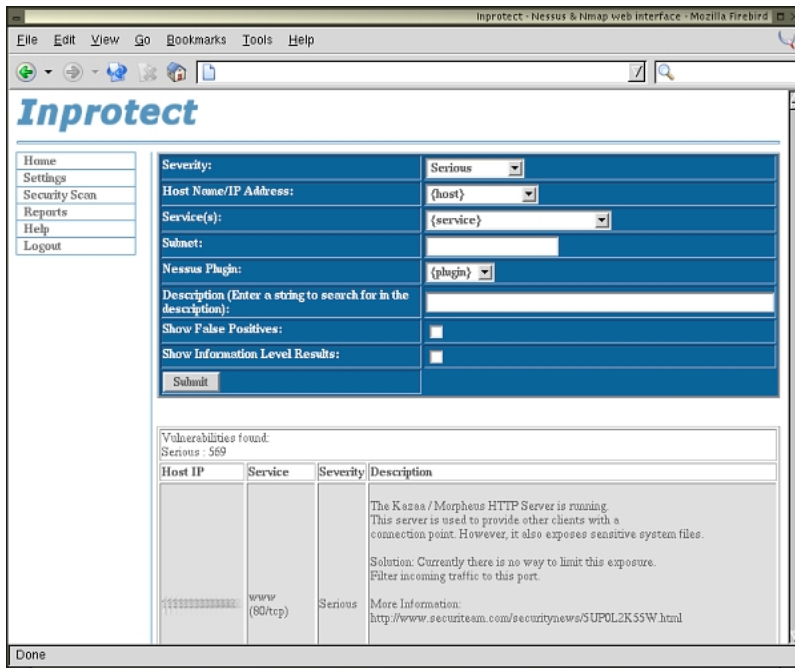 Inprotect - Nessus & Nmap web interface - Mozilla Firebird
File Edit View Go Bookmarks Tools Help
Inprotect
Home
Settings
Security Scan
Reports
Help
Logout
Severity: Serious
Host Name/IP Address: {host}
Service(s): {service}
Subnet:
Nessus Plugin: {plugin}
Description (Enter a string to search for in the
description):
Show False Positives:
Show Information Level Results:
Submit
Vulnerabilities found:
Serious : 569
Host IP Service Severity Description
The Kazaa / Morpheus HTTP Server is running.
This server is used to provide other clients with a
connection point. However, it also exposes sensitive system files.
Solution: Currently there is no way to limit this exposure.
Filter incoming traffic to this port.
www
(80/tcp)
Serious
More Information:
http://www.securiteam.com/securitynews/5UP0L2K55W.html
Done